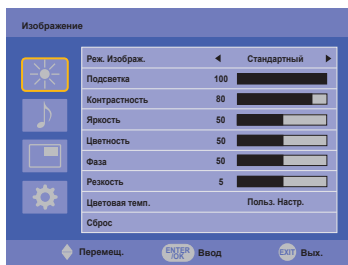 Изображение
Реж. Изображ. Стандартный
Подсветка 100
Контрастность 80
Яркость 50
Цветность 50
Фаза 50
Резкость 5
Цветовая темп. Польз. Настр.
Сброс
Перемещ. ENTER /OK Ввод EXIT Вых.